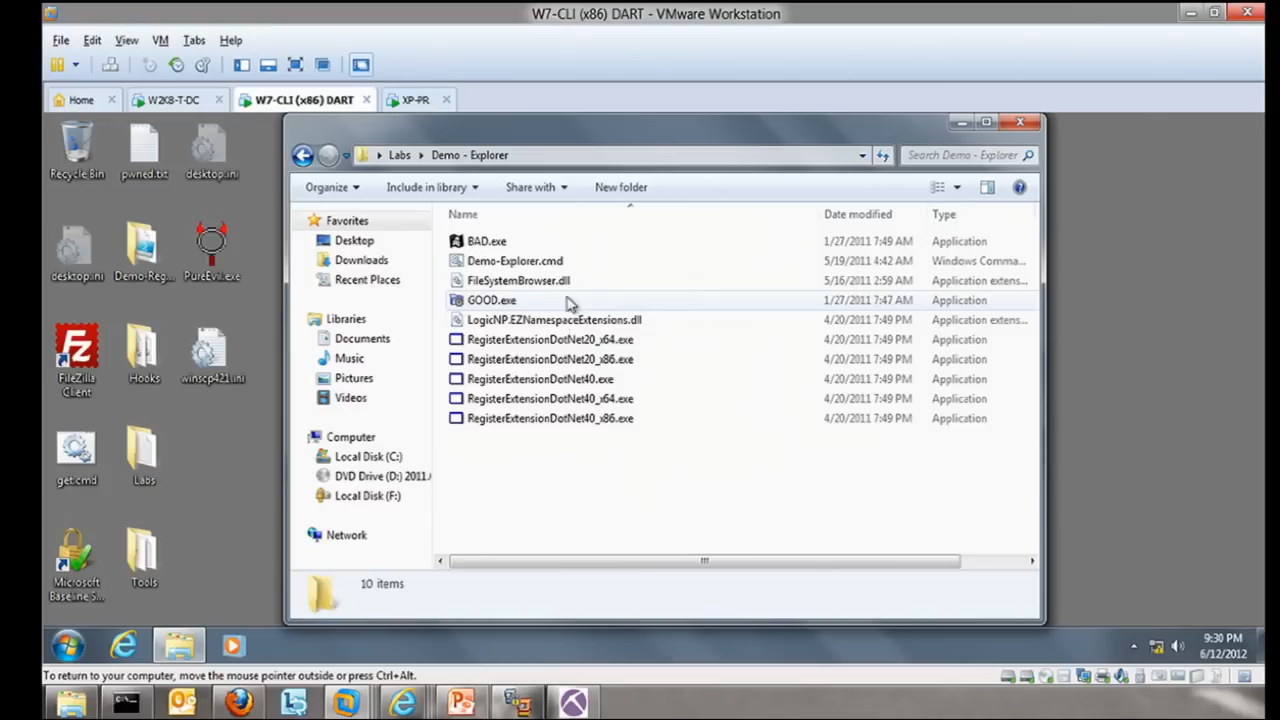 W7-CLI (x86) DART - VMware Workstation
File Edit View VM Tabs Help
Home W2K8-T-DC W7-CLI (x86) DART XP-PR
Recycle Bin pwned.txt desktop.ini
desktop.ini Demo-Reg... PureEvil.exe
FileZilla Client Hooks winscp421.ini
get.cmd Labs
Microsoft Baseline S... Tools
Labs Demo - Explorer Search Demo - Explorer
Organize Include in library Share with New folder
Favorites
Desktop
Downloads
Recent Places
Libraries
Documents
Music
Pictures
Videos
Computer
Local Disk (C:)
DVD Drive (D:) 2011.
Local Disk (F:)
Network
Name Date modified Type
BAD.exe 1/27/2011 7:49 AM Application
Demo-Explorer.cmd 5/19/2011 4:42 AM Windows Comma...
FileSystemBrowser.dll 5/16/2011 2:59 AM Application extens...
GOOD.exe 1/27/2011 7:47 AM Application
LogicNP.EZNamespaceExtensions.dll 4/20/2011 7:49 PM Application extens...
RegisterExtensionDotNet20_x64.exe 4/20/2011 7:49 PM Application
RegisterExtensionDotNet20_x86.exe 4/20/2011 7:49 PM Application
RegisterExtensionDotNet40.exe 4/20/2011 7:49 PM Application
RegisterExtensionDotNet40_x64.exe 4/20/2011 7:49 PM Application
RegisterExtensionDotNet40_x86.exe 4/20/2011 7:49 PM Application
10 items
9:30 PM
6/12/2012
To return to your computer, move the mouse pointer outside or press Ctrl+Alt.